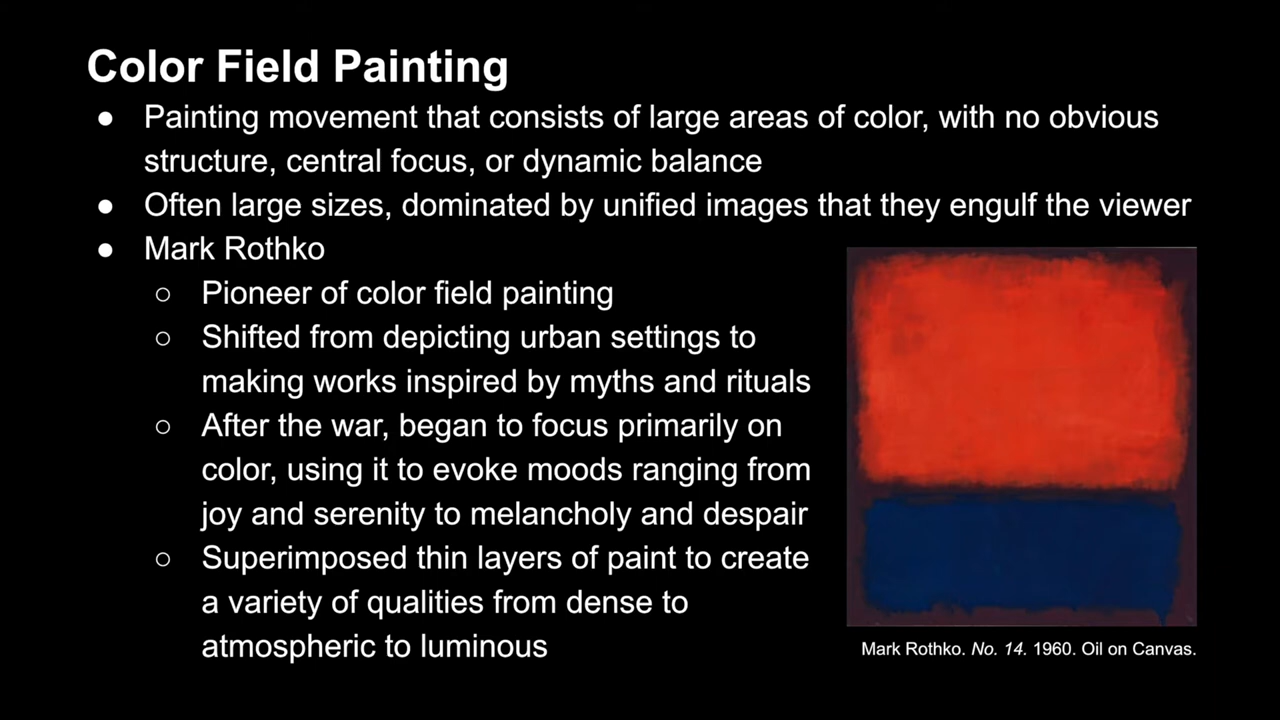 Color Field Painting
● Painting movement that consists of large areas of color, with no obvious
structure, central focus, or dynamic balance
● Often large sizes, dominated by unified images that they engulf the viewer
● Mark Rothko
○ Pioneer of color field painting
○ Shifted from depicting urban settings to
making works inspired by myths and rituals
○ After the war, began to focus primarily on
color, using it to evoke moods ranging from
joy and serenity to melancholy and despair
○ Superimposed thin layers of paint to create
a variety of qualities from dense to
atmospheric to luminous
Mark Rothko. No. 14. 1960. Oil on Canvas.